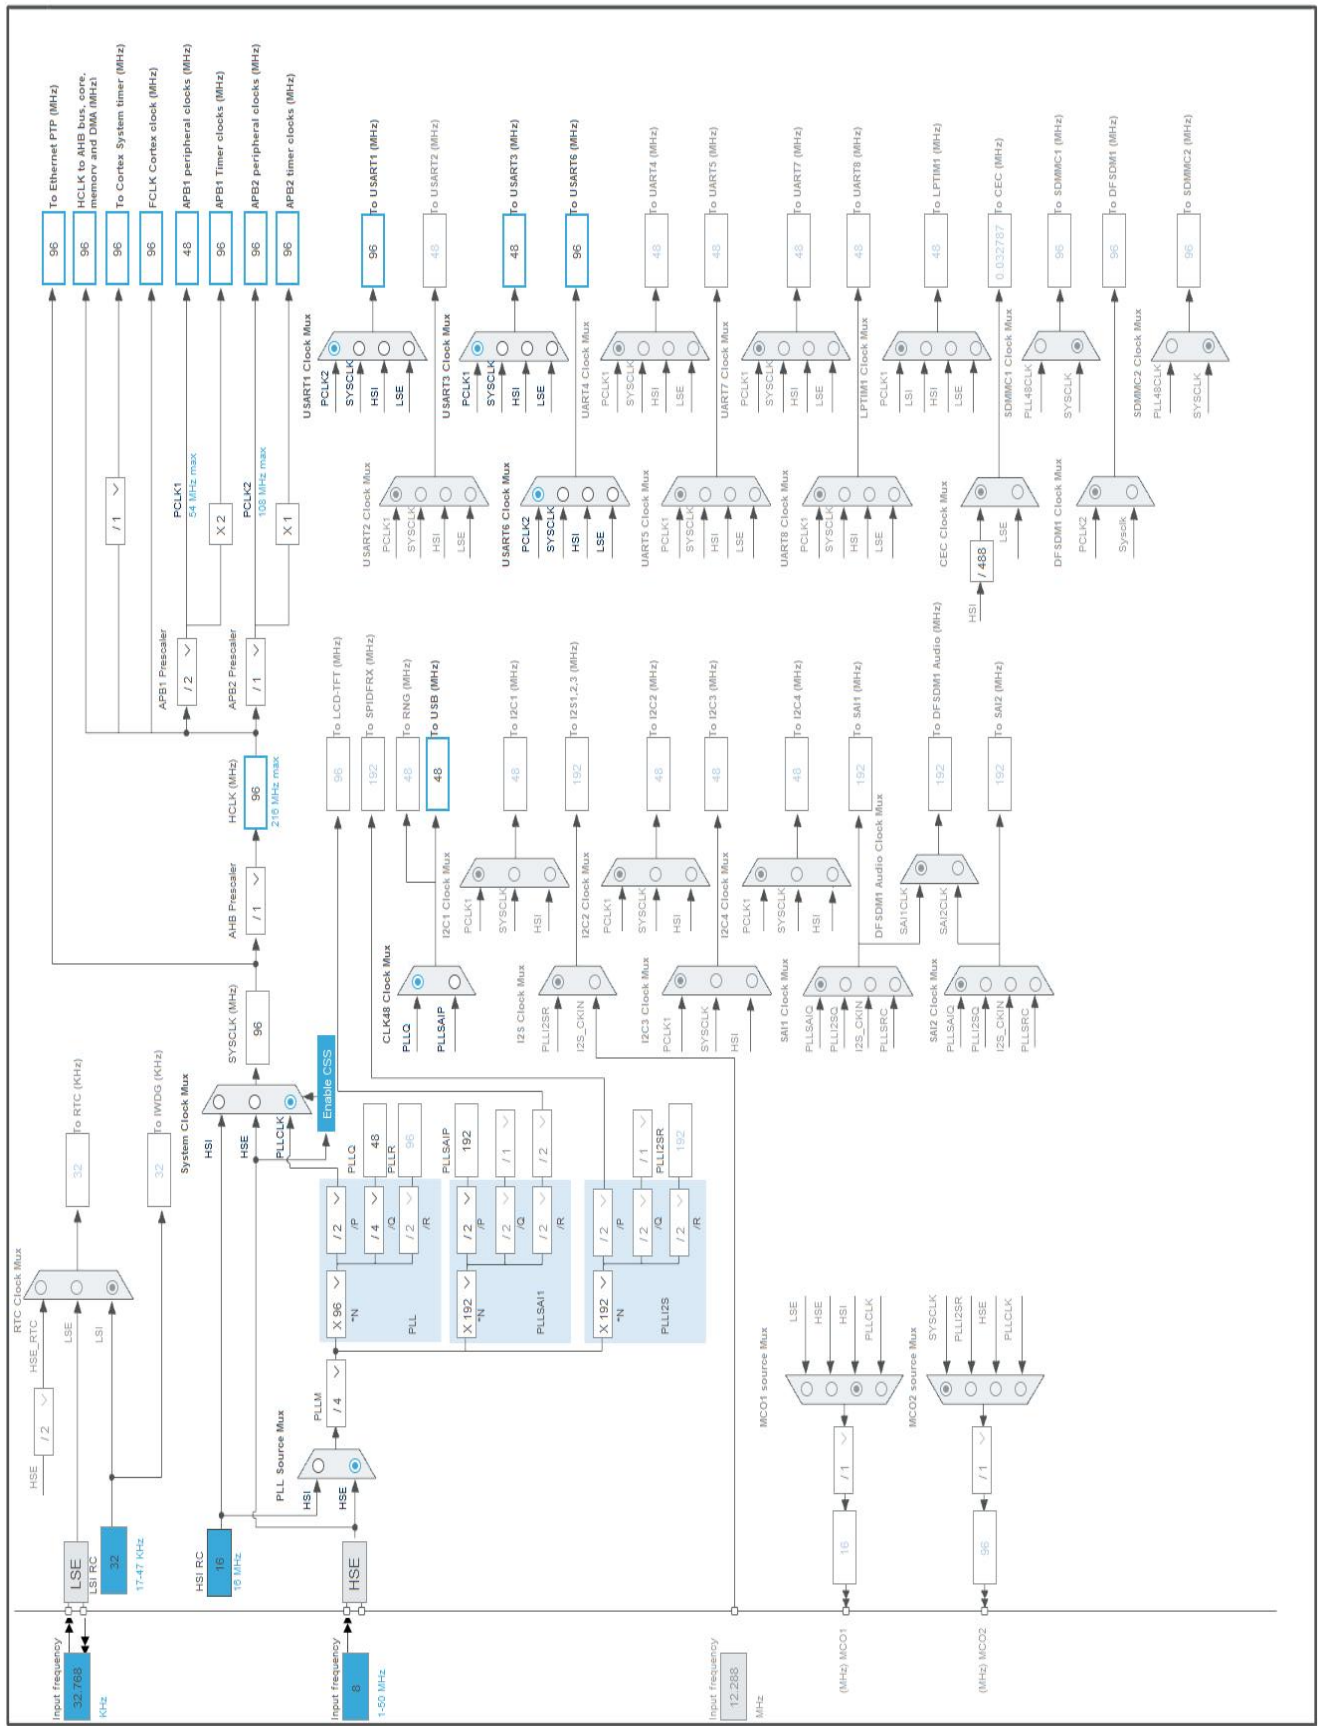 Input frequency
32.768
KHz
LSE
LSI RC
32
17-47 KHz
HSE
/ 2
HSE_RTC
LSE
LSI
RTC Clock Mux
32
To RTC (KHz)
32
To IWDG (KHz)
HSI RC
16
16 MHz
Input frequency
8
1-50 MHz
HSE
PLL Source Mux
HSI
HSE
PLLM
/ 4
X 96
*N
PLL
/ 2
/P
/ 4
/Q
/ 2
/R
PLLQ
48
PLLR
96
X 192
*N
PLLSAI1
/ 2
/P
/ 2
/Q
/ 2
/R
PLLSAIP
192
/ 1
/ 2
X 192
*N
PLLI2S
/ 2
/P
/ 2
/Q
/ 2
/R
/ 1
PLLI2SR
192
System Clock Mux
HSI
HSE
PLLCLK
Enable CSS
SYSCLK (MHz)
96
AHB Prescaler
/ 1
HCLK (MHz)
96
216 MHz max
APB1 Prescaler
/ 2
APB2 Prescaler
/ 1
/ 1
PCLK1
54 MHz max
X 2
PCLK2
108 MHz max
X 1
96
To Ethernet PTP (MHz)
96
HCLK to AHB bus, core,
memory and DMA (MHz)
96
To Cortex System timer (MHz)
96
FCLK Cortex clock (MHz)
48
APB1 peripheral clocks (MHz)
96
APB1 Timer clocks (MHz)
96
APB2 peripheral clocks (MHz)
96
APB2 timer clocks (MHz)
96
To LCD-TFT (MHz)
192
To SPIDFRX (MHz)
48
To RNG (MHz)
48
To USB (MHz)
CLK48 Clock Mux
PLLQ
PLLSAIP
I2C1 Clock Mux
PCLK1
SYSCLK
HSI
48
To I2C1 (MHz)
I2S Clock Mux
PLLI2SR
I2S_CKIN
192
To I2S1,2,3 (MHz)
I2C2 Clock Mux
PCLK1
SYSCLK
HSI
48
To I2C2 (MHz)
I2C3 Clock Mux
PCLK1
SYSCLK
HSI
48
To I2C3 (MHz)
I2C4 Clock Mux
PCLK1
SYSCLK
HSI
48
To I2C4 (MHz)
SAI1 Clock Mux
PLLSAIQ
PLLI2SQ
I2S_CKIN
PLLSRC
192
To SAI1 (MHz)
DFSDM1 Audio Clock Mux
SAI1CLK
SAI2CLK
192
To DFSDM1 Audio (MHz)
SAI2 Clock Mux
PLLSAIQ
PLLI2SQ
I2S_CKIN
PLLSRC
192
To SAI2 (MHz)
USART1 Clock Mux
PCLK2
SYSCLK
HSI
LSE
96
To USART1 (MHz)
USART2 Clock Mux
PCLK1
SYSCLK
HSI
LSE
48
To USART2 (MHz)
USART3 Clock Mux
PCLK1
SYSCLK
HSI
LSE
48
To USART3 (MHz)
USART6 Clock Mux
PCLK2
SYSCLK
HSI
LSE
96
To USART6 (MHz)
UART4 Clock Mux
PCLK1
SYSCLK
HSI
LSE
48
To UART4 (MHz)
UART5 Clock Mux
PCLK1
SYSCLK
HSI
LSE
48
To UART5 (MHz)
UART7 Clock Mux
PCLK1
SYSCLK
HSI
LSE
48
To UART7 (MHz)
UART8 Clock Mux
PCLK1
SYSCLK
HSI
LSE
48
To UART8 (MHz)
LPTIM1 Clock Mux
PCLK1
LSI
HSI
LSE
48
To LPTIM1 (MHz)
CEC Clock Mux
HSI
/ 488
LSE
0.032787
To CEC (MHz)
SDMMC1 Clock Mux
PLL48CLK
SYSCLK
96
To SDMMC1 (MHz)
DFSDM1 Clock Mux
PCLK2
Sysclk
96
To DFSDM1 (MHz)
SDMMC2 Clock Mux
PLL48CLK
SYSCLK
96
To SDMMC2 (MHz)
Input frequency
12.288
MHz
(MHz) MCO1
16
/ 1
MCO1 source Mux
LSE
HSE
HSI
PLLCLK
(MHz) MCO2
96
/ 1
MCO2 source Mux
SYSCLK
PLLI2SR
HSE
PLLCLK